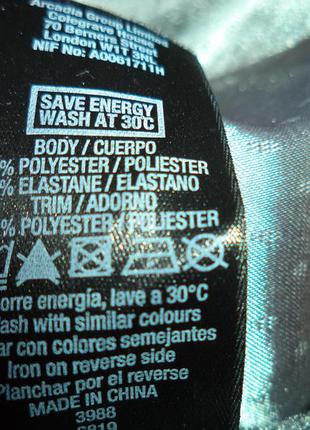 Arcadia Group Limited
Colegrave House
70 Berners Street
London W1T 3NL
NIF No: A0061711H
SAVE ENERGY
WASH AT 30C
BODY / CUERPO
% POLYESTER / POLIESTER
% ELASTANE / ELASTANO
TRIM / ADORNO
% POLYESTER / POLIESTER
orre energía, lave a 30°C
ash with similar colours
ar con colores semejantes
Iron on reverse side
Planchar por el reverso
MADE IN CHINA
3988